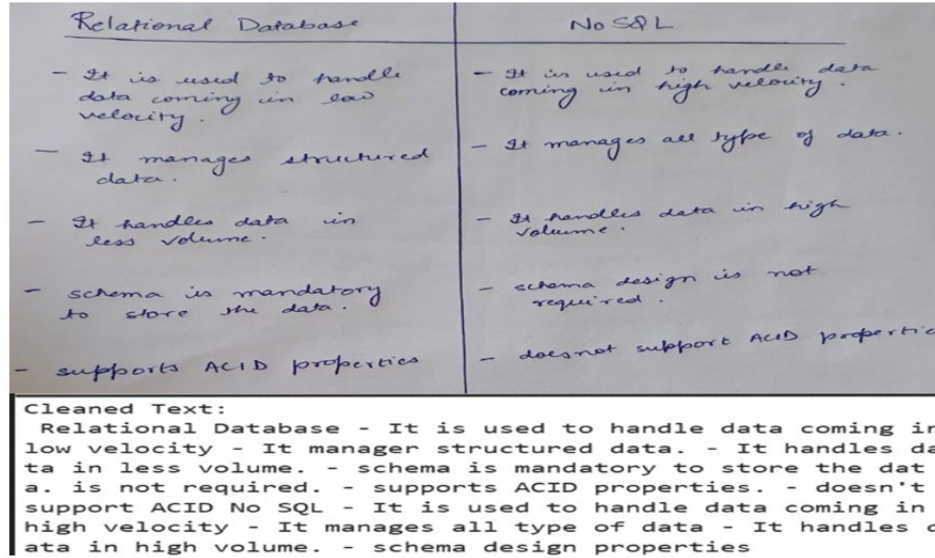 Relational Database
- It is used to handle
data coming in low
velocity.
- It manages structured
data.
- It handles data in
less volume.
- schema is mandatory
to store the data.
- supports ACID properties
No SQL
- It is used to handle data
coming in high velocity.
- It manages all type of data.
- It handles data in high
volume.
- schema design is not
required.
- doesnot support ACID propertie
Cleaned Text:
Relational Database - It is used to handle data coming in
low velocity - It manager structured data. - It handles da
ta in less volume. - schema is mandatory to store the dat
a. is not required. - supports ACID properties. - doesn't
support ACID No SQL - It is used to handle data coming in
high velocity - It manages all type of data - It handles d
ata in high volume. - schema design properties